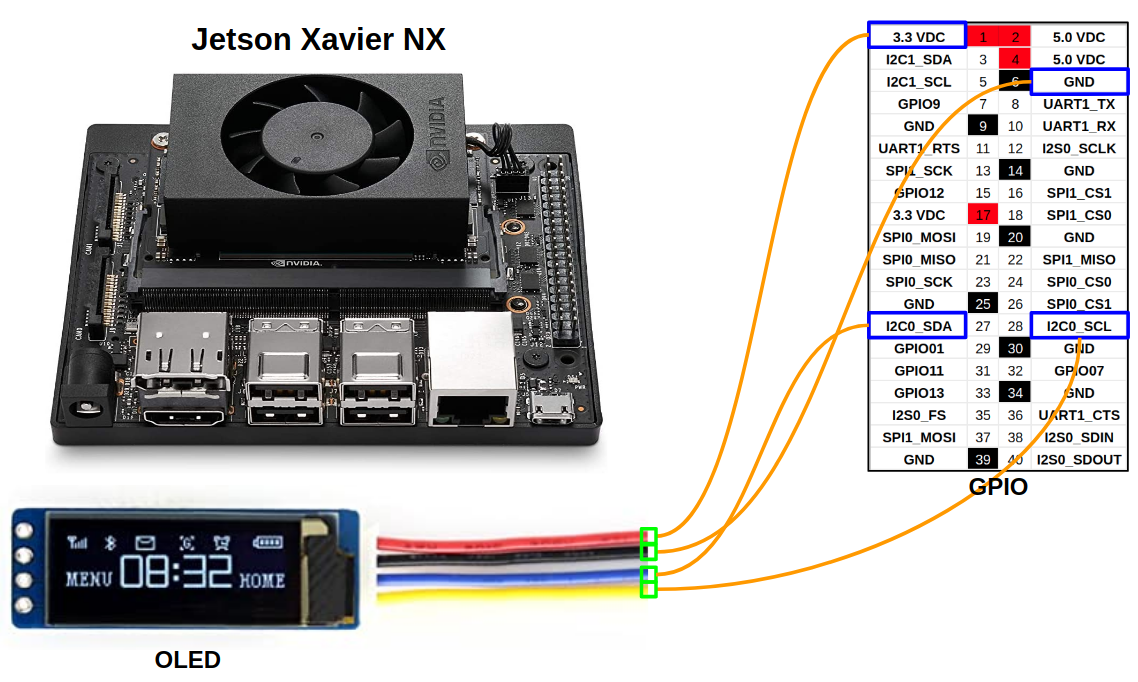 Jetson Xavier NX
NVIDIA
NVIDIA.
CAM1
CAM0
3.3 VDC 1 2 5.0 VDC
I2C1_SDA 3 4 5.0 VDC
I2C1_SCL 5 6 GND
GPIO9 7 8 UART1_TX
GND 9 10 UART1_RX
UART1_RTS 11 12 I2S0_SCLK
SPI1_SCK 13 14 GND
GPIO12 15 16 SPI1_CS1
3.3 VDC 17 18 SPI1_CS0
SPI0_MOSI 19 20 GND
SPI0_MISO 21 22 SPI1_MISO
SPI0_SCK 23 24 SPI0_CS0
GND 25 26 SPI0_CS1
I2C0_SDA 27 28 I2C0_SCL
GPIO01 29 30 GND
GPIO11 31 32 GPIO07
GPIO13 33 34 GND
I2S0_FS 35 36 UART1_CTS
SPI1_MOSI 37 38 I2S0_SDIN
GND 39 40 I2S0_SDOUT
GPIO
MENU 08:32 HOME
OLED